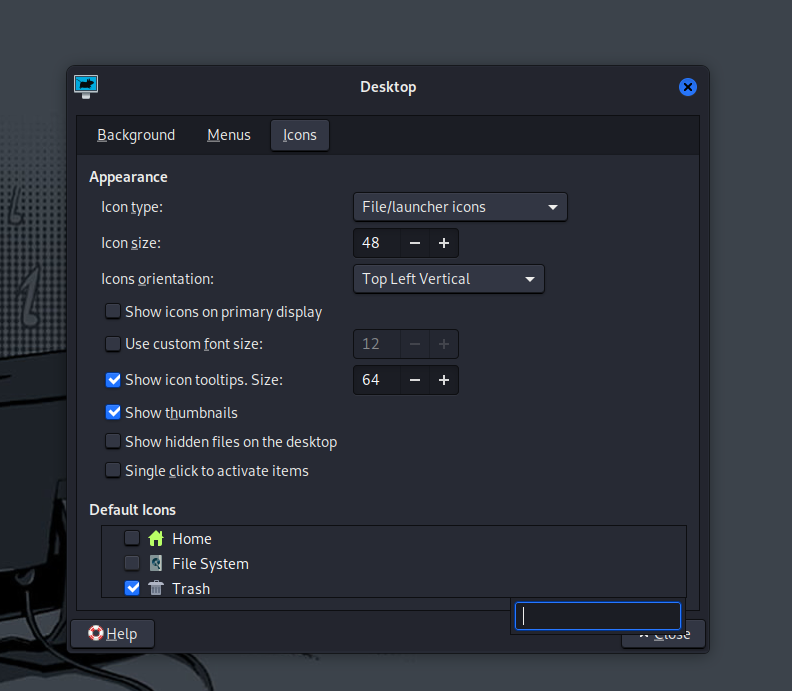 Desktop
Background Menus Icons
Appearance
Icon type: File/launcher icons
Icon size: 48
Icons orientation: Top Left Vertical
Show icons on primary display
Use custom font size: 12
Show icon tooltips. Size: 64
Show thumbnails
Show hidden files on the desktop
Single click to activate items
Default Icons
Home
File System
Trash
Help Close